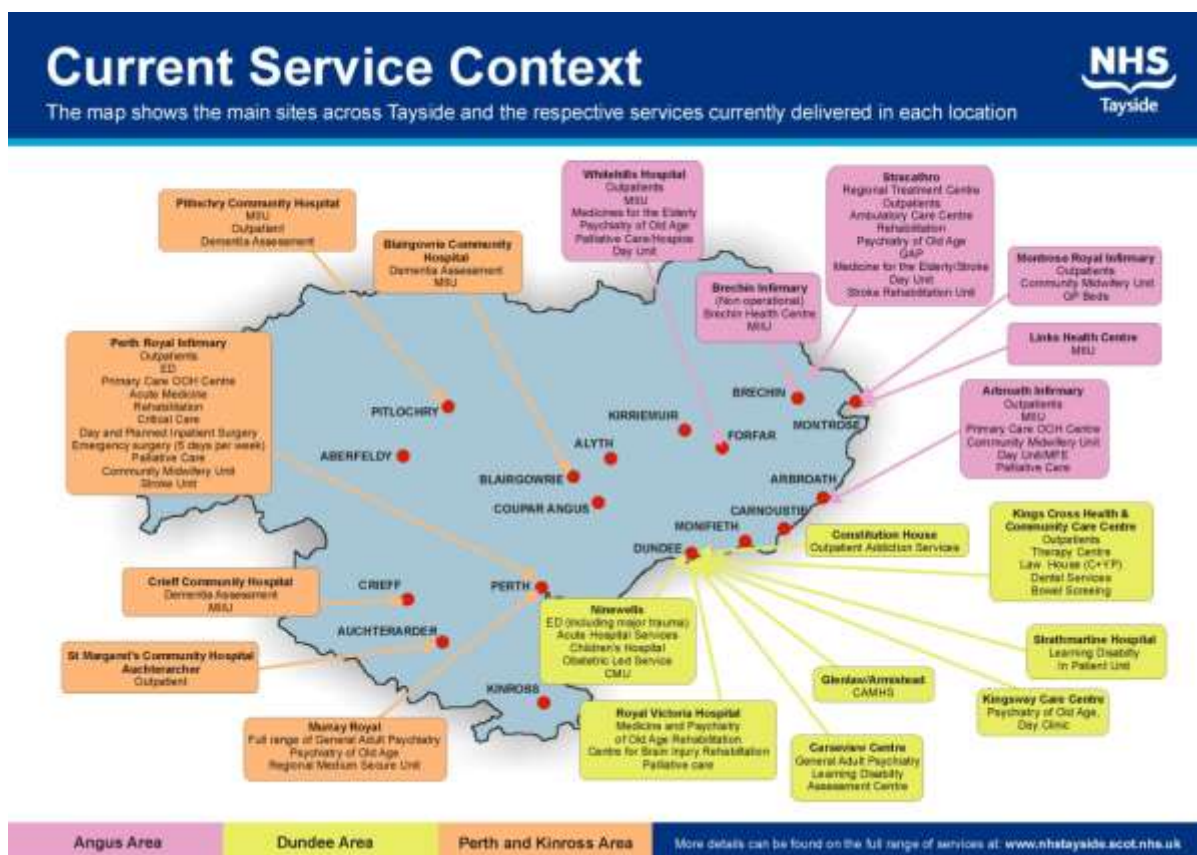 Current Service Context
The map shows the main sites across Tayside and the respective services currently delivered in each location
NHS
Tayside
Pitlochry Community Hospital
MIIU
Outpatient
Dementia Assessment
Blairgowrie Community
Hospital
Dementia Assessment
MIIU
Whitehills Hospital
Outpatients
MIIU
Medicines for the Elderly
Psychiatry of Old Age
Palliative Care/Hospice
Day Unit
Stracathro
Regional Treatment Centre
Outpatients
Ambulatory Care Centre
Rehabilitation
Psychiatry of Old Age
GAP
Medicine for the Elderly/Stroke
Day Unit
Stroke Rehabilitation Unit
Brechin Infirmary
(Non operational)
Brechin Health Centre
MIIU
Montrose Royal Infirmary
Outpatients
Community Midwifery Unit
GP Beds
Links Health Centre
MIIU
Arbroath Infirmary
Outpatients
MIIU
Primary Care OOH Centre
Community Midwifery Unit
Day Unit/MFE
Palliative Care
Perth Royal Infirmary
Outpatients
ED
Primary Care OOH Centre
Acute Medicine
Rehabilitation
Critical Care
Day and Planned Inpatient Surgery
Emergency surgery (5 days per week)
Palliative Care
Community Midwifery Unit
Stroke Unit
PITLOCHRY
ABERFELDY
KIRRIEMUIR
ALYTH
BLAIRGOWRIE
COUPAR ANGUS
BRECHIN
MONTROSE
FORFAR
ARBROATH
CARNOUSTIE
MONIFIETH
DUNDEE
PERTH
CRIEFF
AUCHTERARDER
KINROSS
Constitution House
Outpatient Addiction Services
Kings Cross Health &
Community Care Centre
Outpatients
Therapy Centre
Law. House (C+YP)
Dental Services
Bowel Screeing
Crieff Community Hospital
Dementia Assessment
MIIU
St Margaret's Community Hospital
Auchterarcher
Outpatient
Murray Royal
Full range of General Adult Psychiatry
Psychiatry of Old Age
Regional Medium Secure Unit
Ninewells
ED (including major trauma)
Acute Hospital Services
Children's Hospital
Obstetric Led Service
CMU
Royal Victoria Hospital
Medicine and Psychiatry
of Old Age Rehabilitation
Centre for Brain Injury Rehabilitation
Palliative care
Glenlaw/Armistead
CAMHS
Carseview Centre
General Adult Psychiatry
Learning Disability
Assessment Centre
Strathmartine Hospital
Learning Disability
In Patient Unit
Kingsway Care Centre
Psychiatry of Old Age,
Day Clinic
Angus Area
Dundee Area
Perth and Kinross Area
More details can be found on the full range of services at: www.nhstayside.scot.nhs.uk